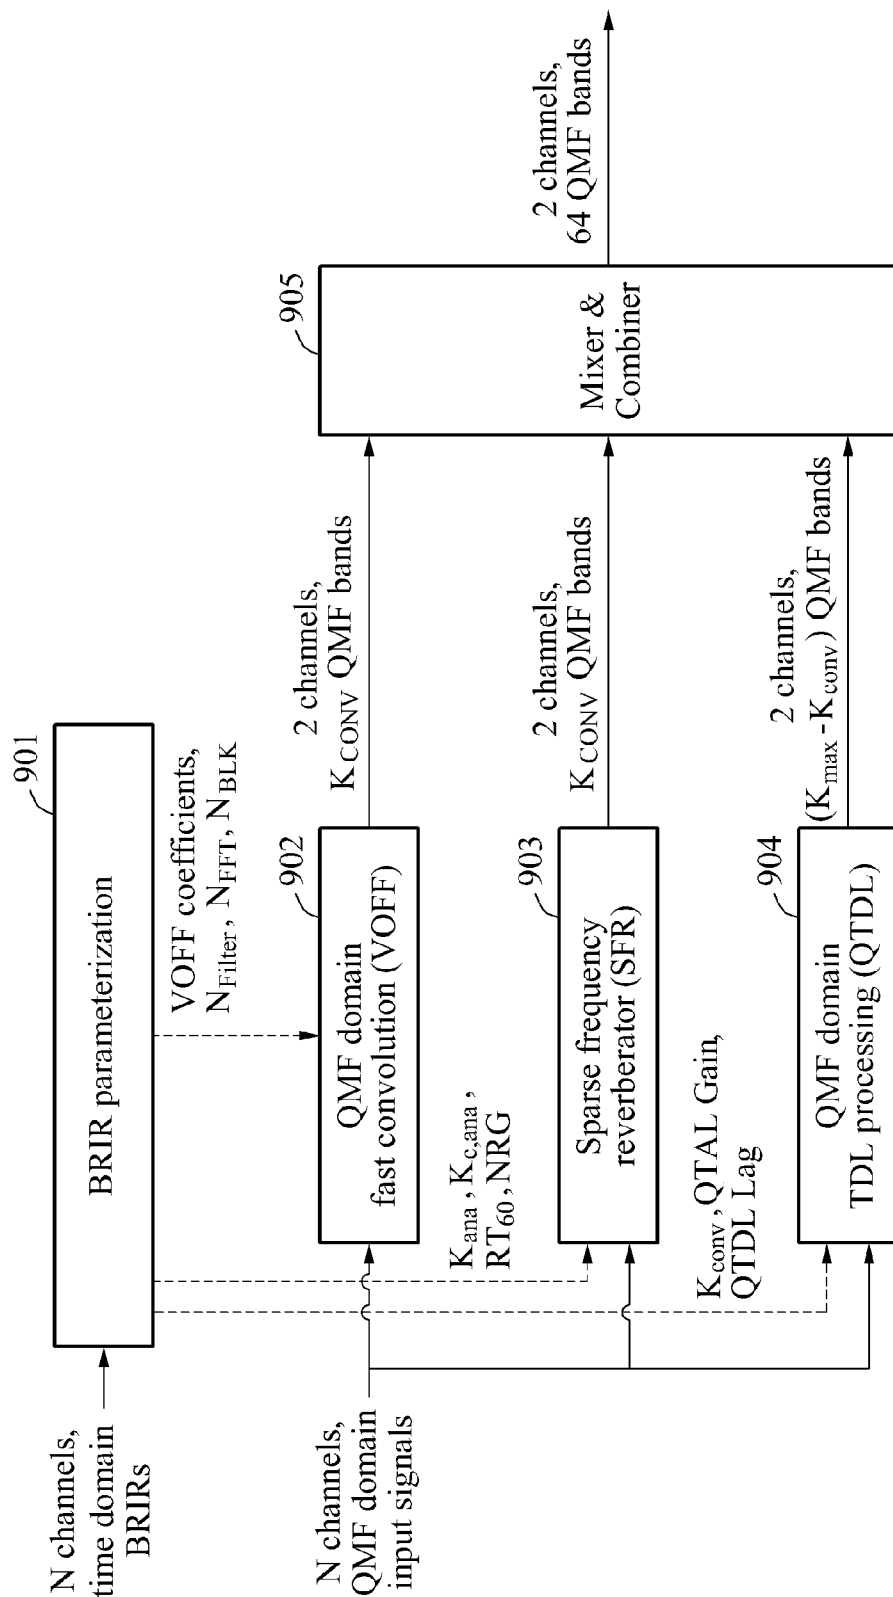 N channels,
time domain
BRIRs
901
BRIR parameterization
VOFF coefficients,
N_Filter, N_FFT, N_BLK
N channels,
QMF domain
input signals
902
QMF domain
fast convolution (VOFF)
2 channels,
K_CONV QMF bands
K_ana, K_c,ana,
RT_60, NRG
903
Sparse frequency
reverberator (SFR)
2 channels,
K_CONV QMF bands
K_conv, QTAL Gain,
QTDL Lag
904
QMF domain
TDL processing (QTDL)
2 channels,
(K_max-K_conv) QMF bands
905
Mixer &
Combiner
2 channels,
64 QMF bands